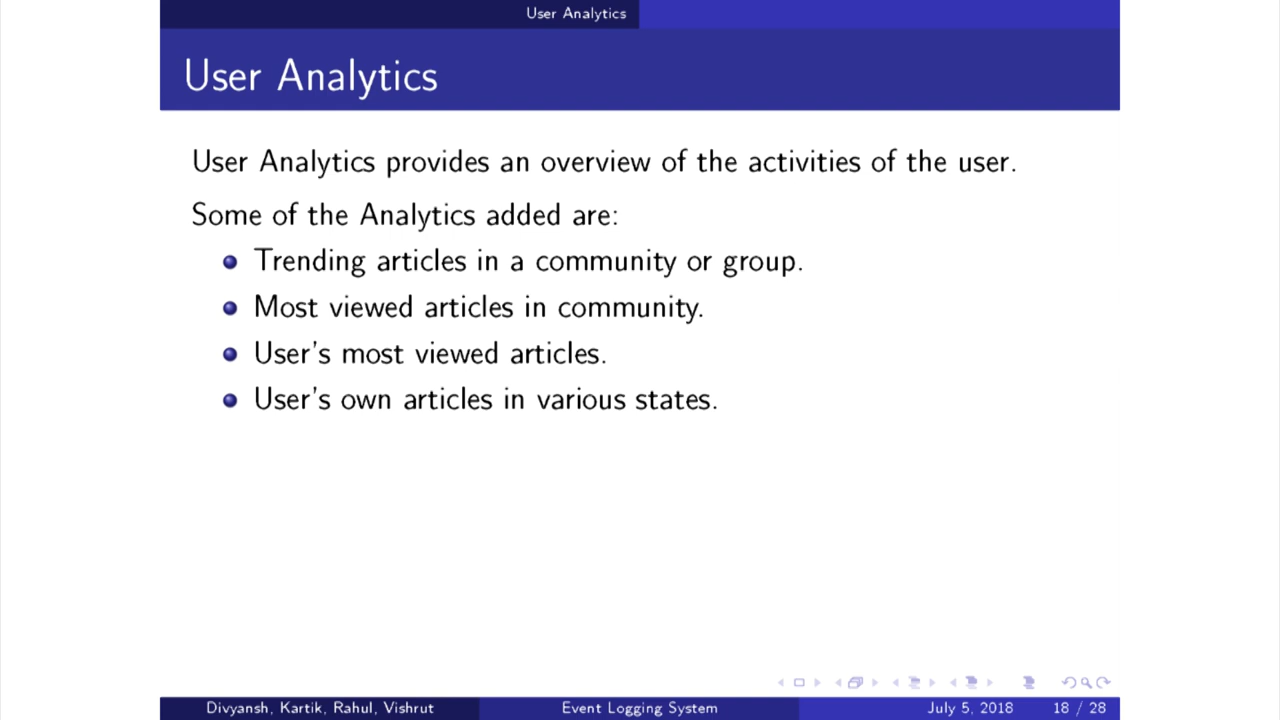 User Analytics
User Analytics
User Analytics provides an overview of the activities of the user.
Some of the Analytics added are:
Trending articles in a community or group.
Most viewed articles in community.
User's most viewed articles.
User's own articles in various states.
Divyansh, Kartik, Rahul, Vishrut Event Logging System July 5, 2018 18 / 28